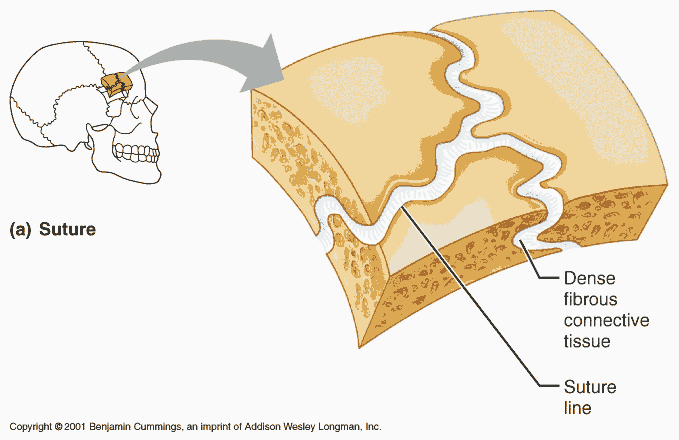 (a) Suture
Dense
fibrous
connective
tissue
Suture
line
Copyright © 2001 Benjamin Cummings, an imprint of Addison Wesley Longman, Inc.